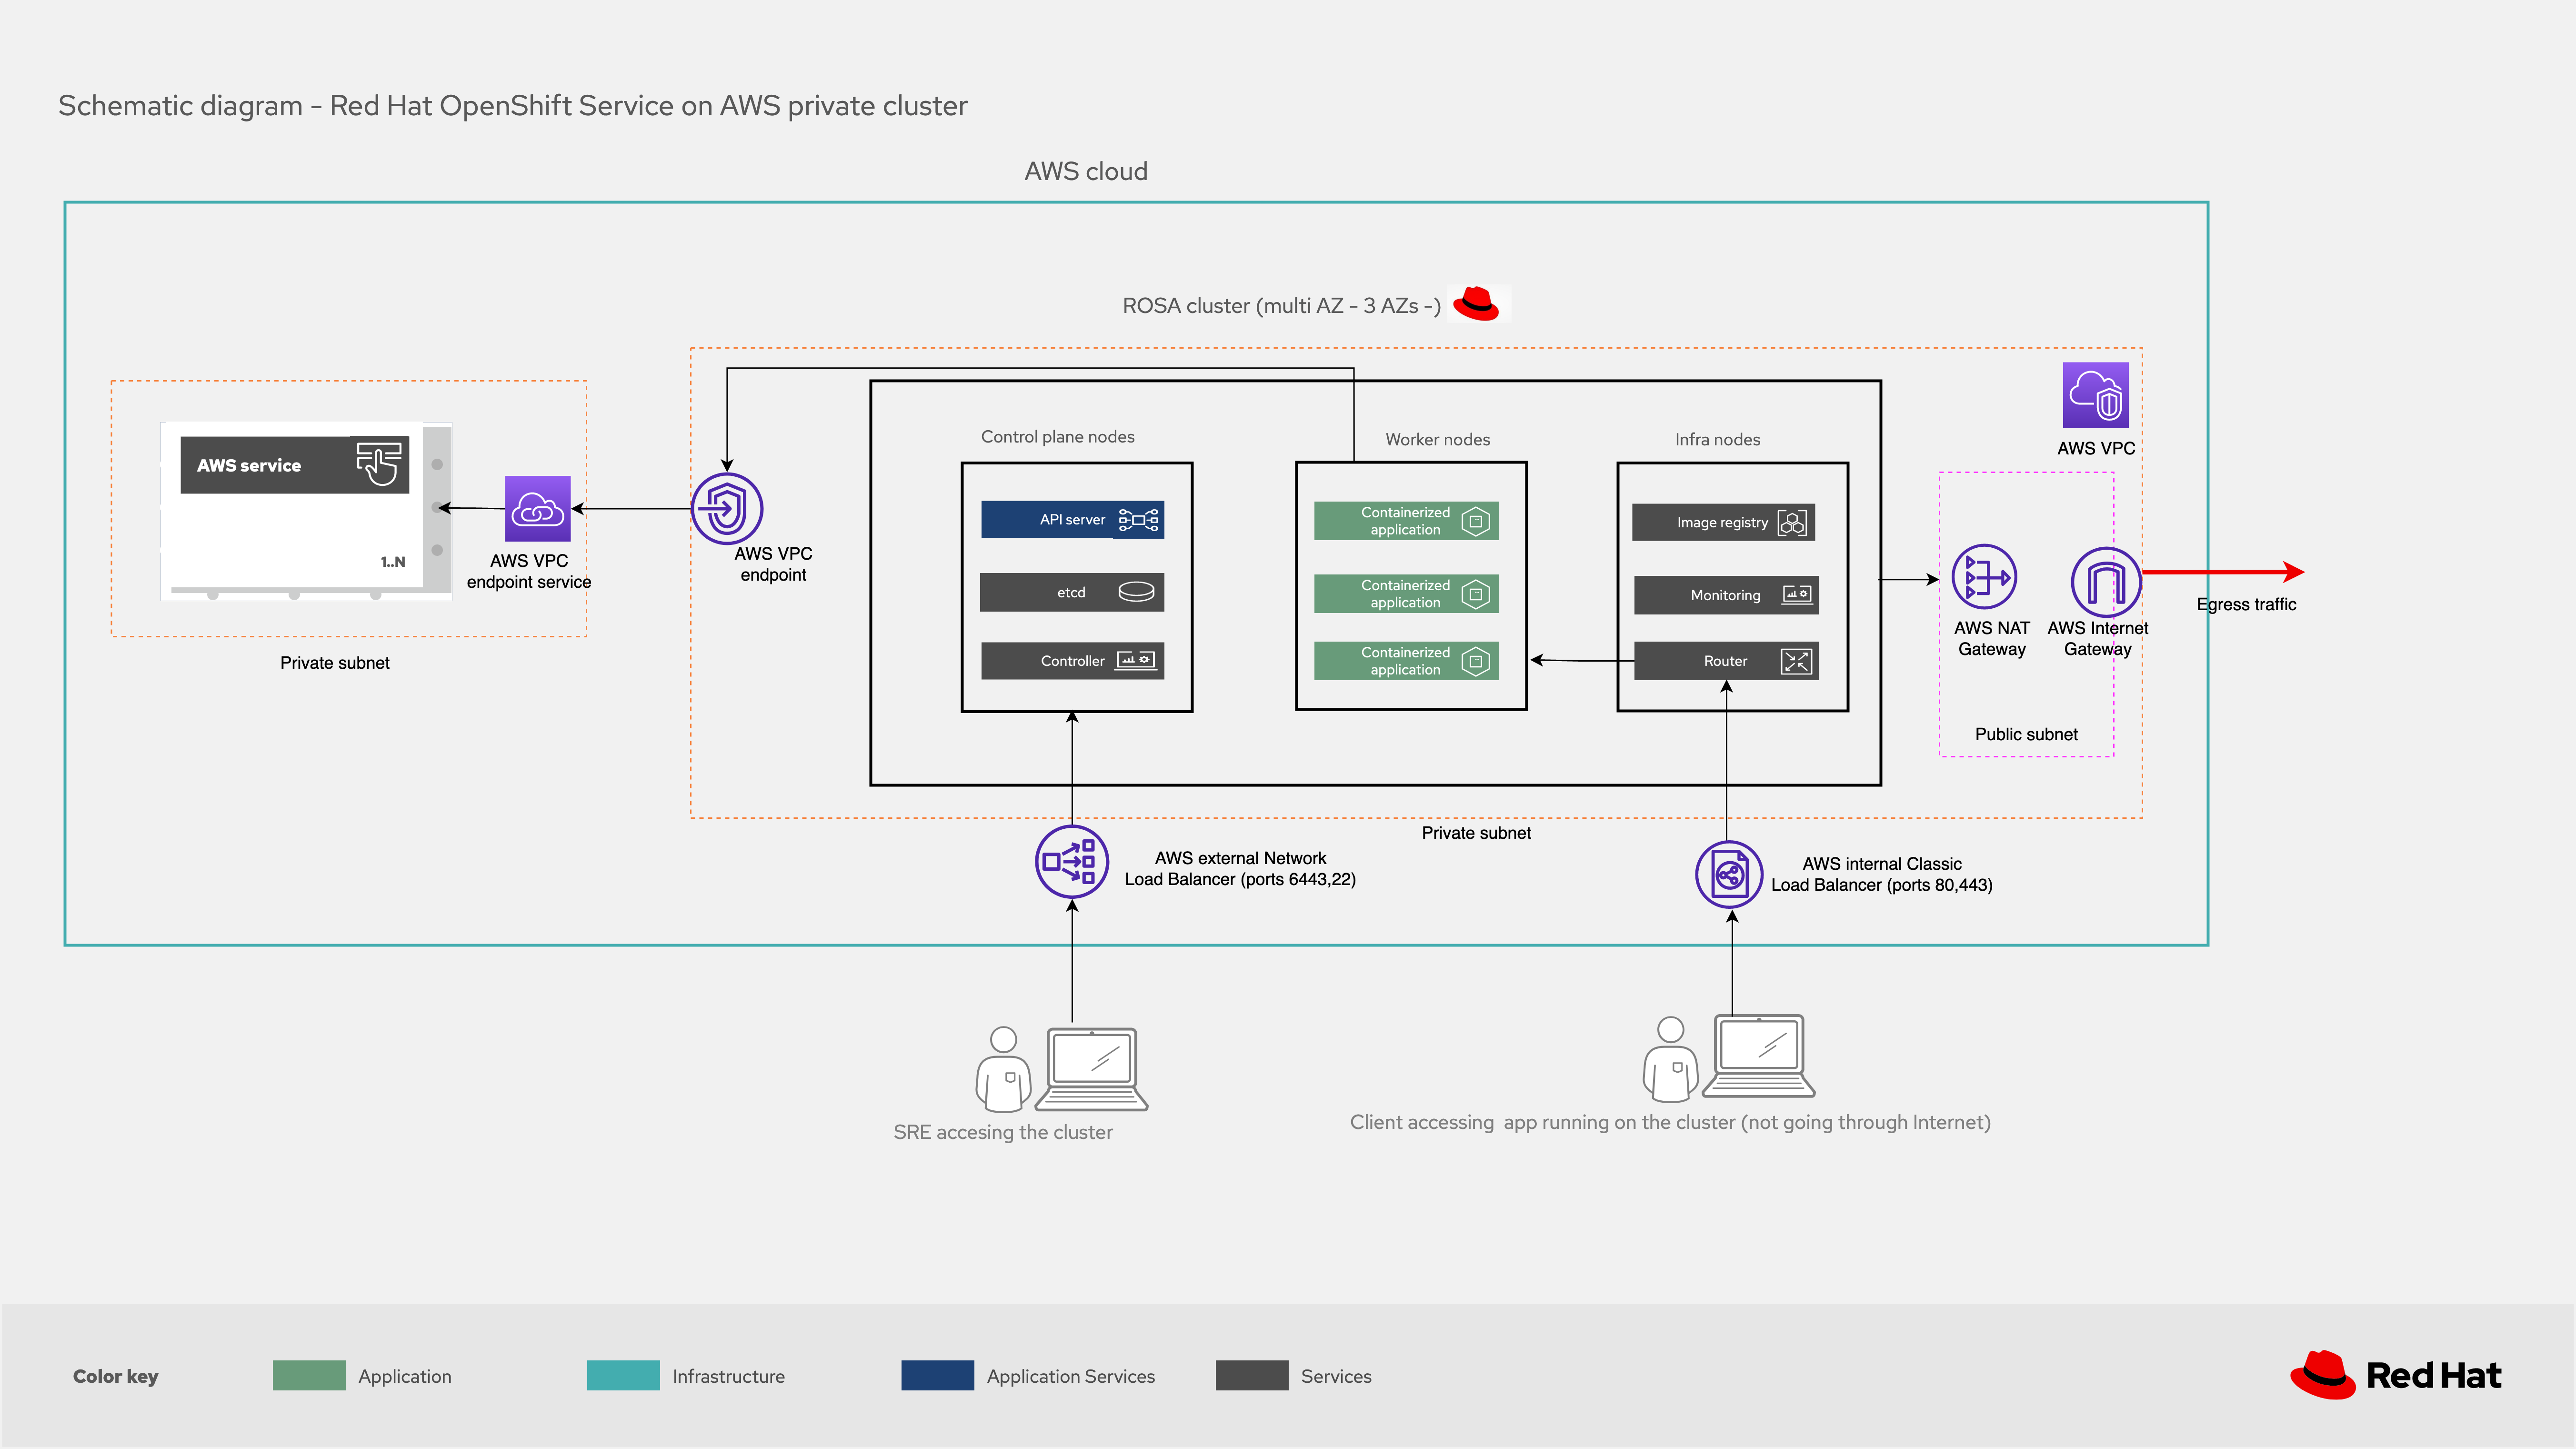 Schematic diagram - Red Hat OpenShift Service on AWS private cluster
AWS cloud
ROSA cluster (multi AZ - 3 AZs -)
AWS service
1..N
AWS VPC
endpoint service
Private subnet
AWS VPC
endpoint
Control plane nodes
API server
etcd
Controller
Worker nodes
Containerized
application
Containerized
application
Containerized
application
Infra nodes
Image registry
Monitoring
Router
AWS VPC
AWS NAT
Gateway
AWS Internet
Gateway
Public subnet
Egress traffic
Private subnet
AWS external Network
Load Balancer (ports 6443,22)
AWS internal Classic
Load Balancer (ports 80,443)
SRE accesing the cluster
Client accessing  app running on the cluster (not going through Internet)
Color key
Application
Infrastructure
Application Services
Services
Red Hat